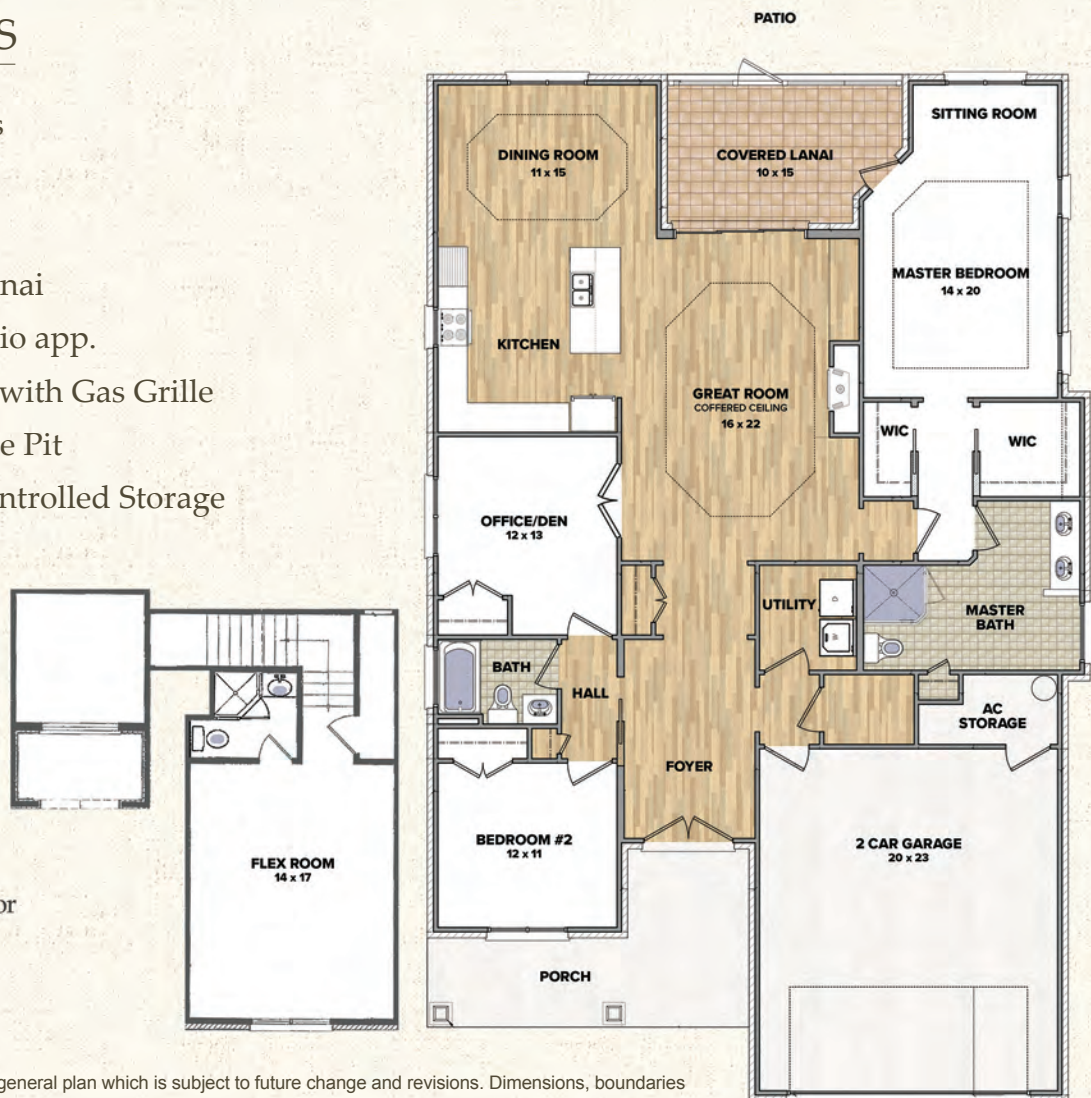 S
s
nai
io app.
with Gas Grille
e Pit
ntrolled Storage
or
PATIO
DINING ROOM
11 x 15
COVERED LANAI
10 x 15
SITTING ROOM
MASTER BEDROOM
14 x 20
KITCHEN
GREAT ROOM
COFFERED CEILING
16 x 22
WIC
WIC
OFFICE/DEN
12 x 13
UTILITY
D
W
MASTER
BATH
BATH
HALL
AC
STORAGE
FOYER
BEDROOM #2
12 x 11
2 CAR GARAGE
20 x 23
FLEX ROOM
14 x 17
PORCH
general plan which is subject to future change and revisions. Dimensions, boundaries